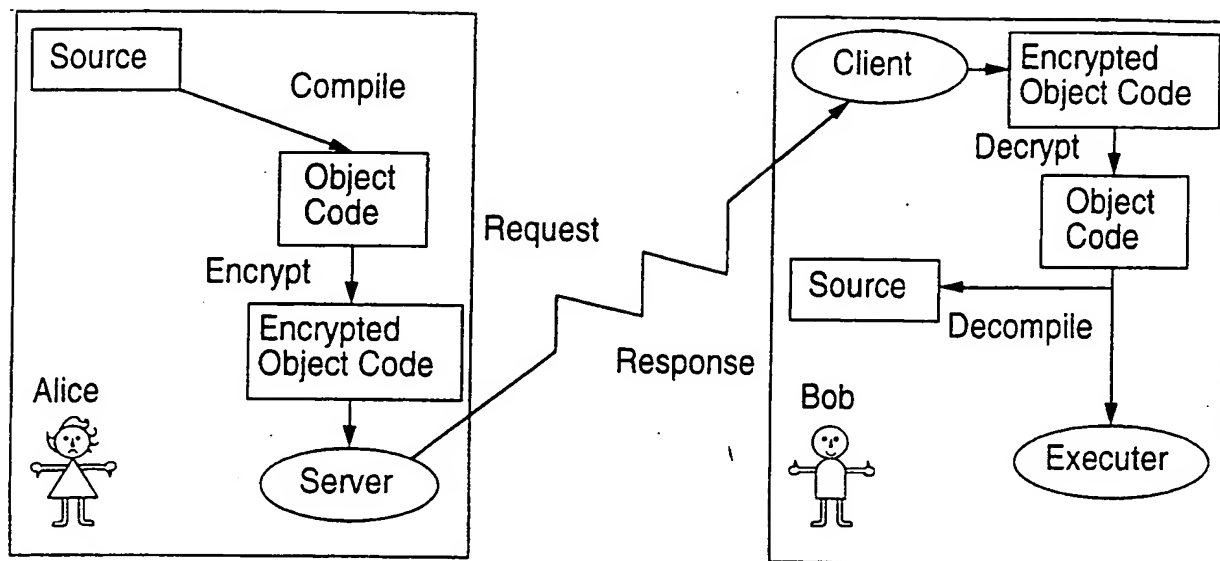 Source
Compile
Object
Code
Encrypt
Encrypted
Object Code
Alice
Server
Request
Response
Client
Encrypted
Object Code
Decrypt
Object
Code
Source
Decompile
Bob
Executer